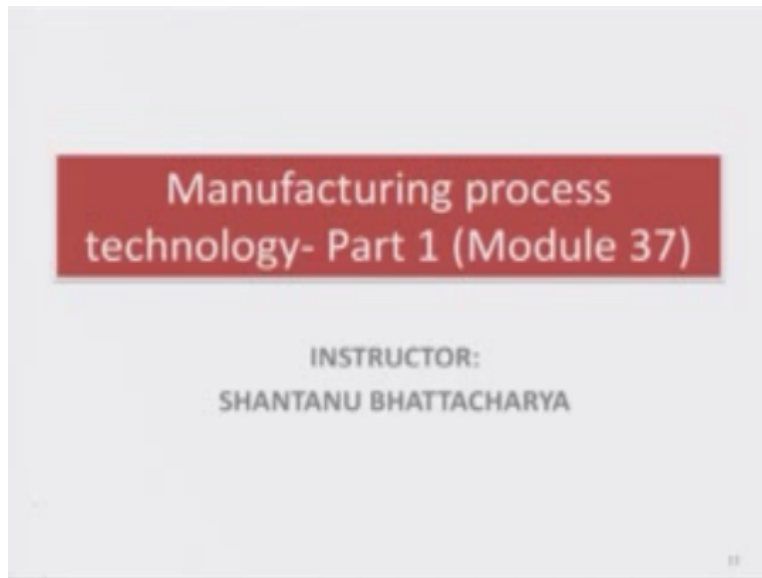 Manufacturing process
technology- Part 1 (Module 37)
INSTRUCTOR:
SHANTANU BHATTACHARYA